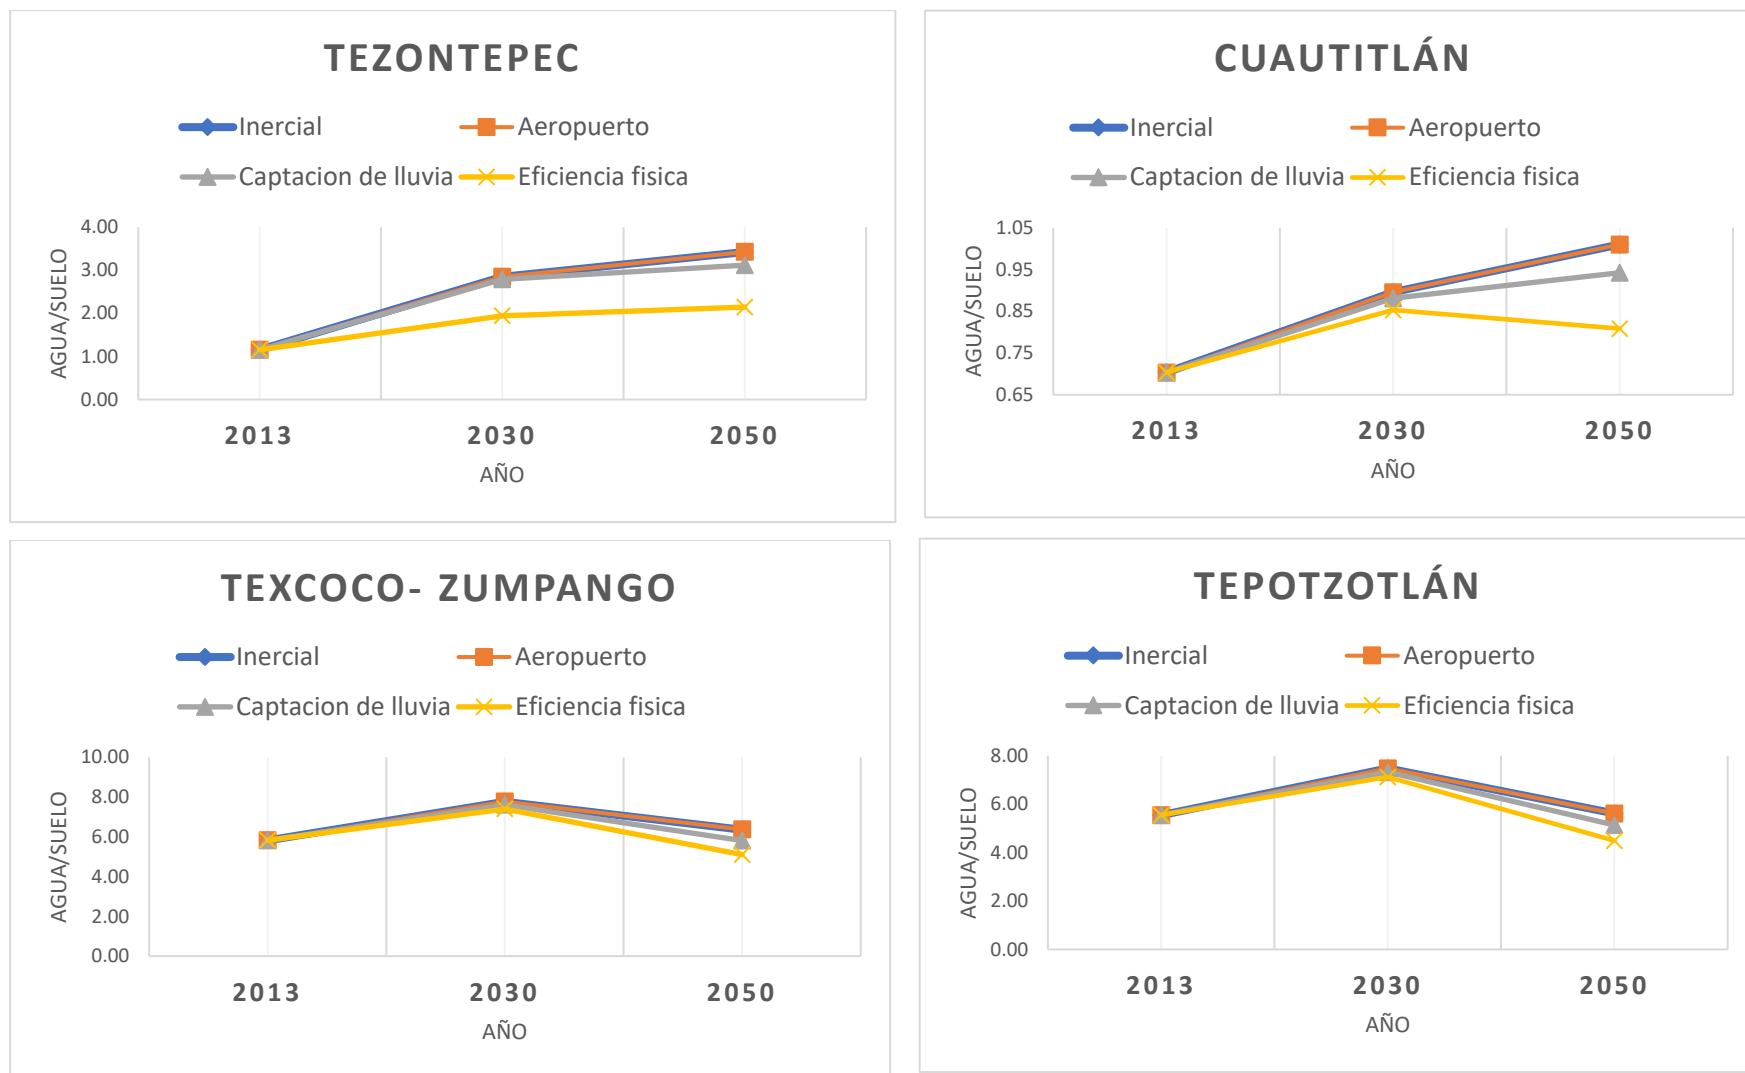 TEZONTEPEC
Inercial
Aeropuerto
Captacion de lluvia
Eficiencia fisica
4.00
3.00
2.00
1.00
0.00
AGUA/SUELO
2013 2030 2050
AÑO
CUAUTITLÁN
Inercial
Aeropuerto
Captacion de lluvia
Eficiencia fisica
1.05
0.95
0.85
0.75
0.65
AGUA/SUELO
2013 2030 2050
AÑO
TEXCOCO- ZUMPANGO
Inercial
Aeropuerto
Captacion de lluvia
Eficiencia fisica
10.00
8.00
6.00
4.00
2.00
0.00
AGUA/SUELO
2013 2030 2050
AÑO
TEPOTZOTLÁN
Inercial
Aeropuerto
Captacion de lluvia
Eficiencia fisica
8.00
6.00
4.00
2.00
0.00
AGUA/SUELO
2013 2030 2050
AÑO